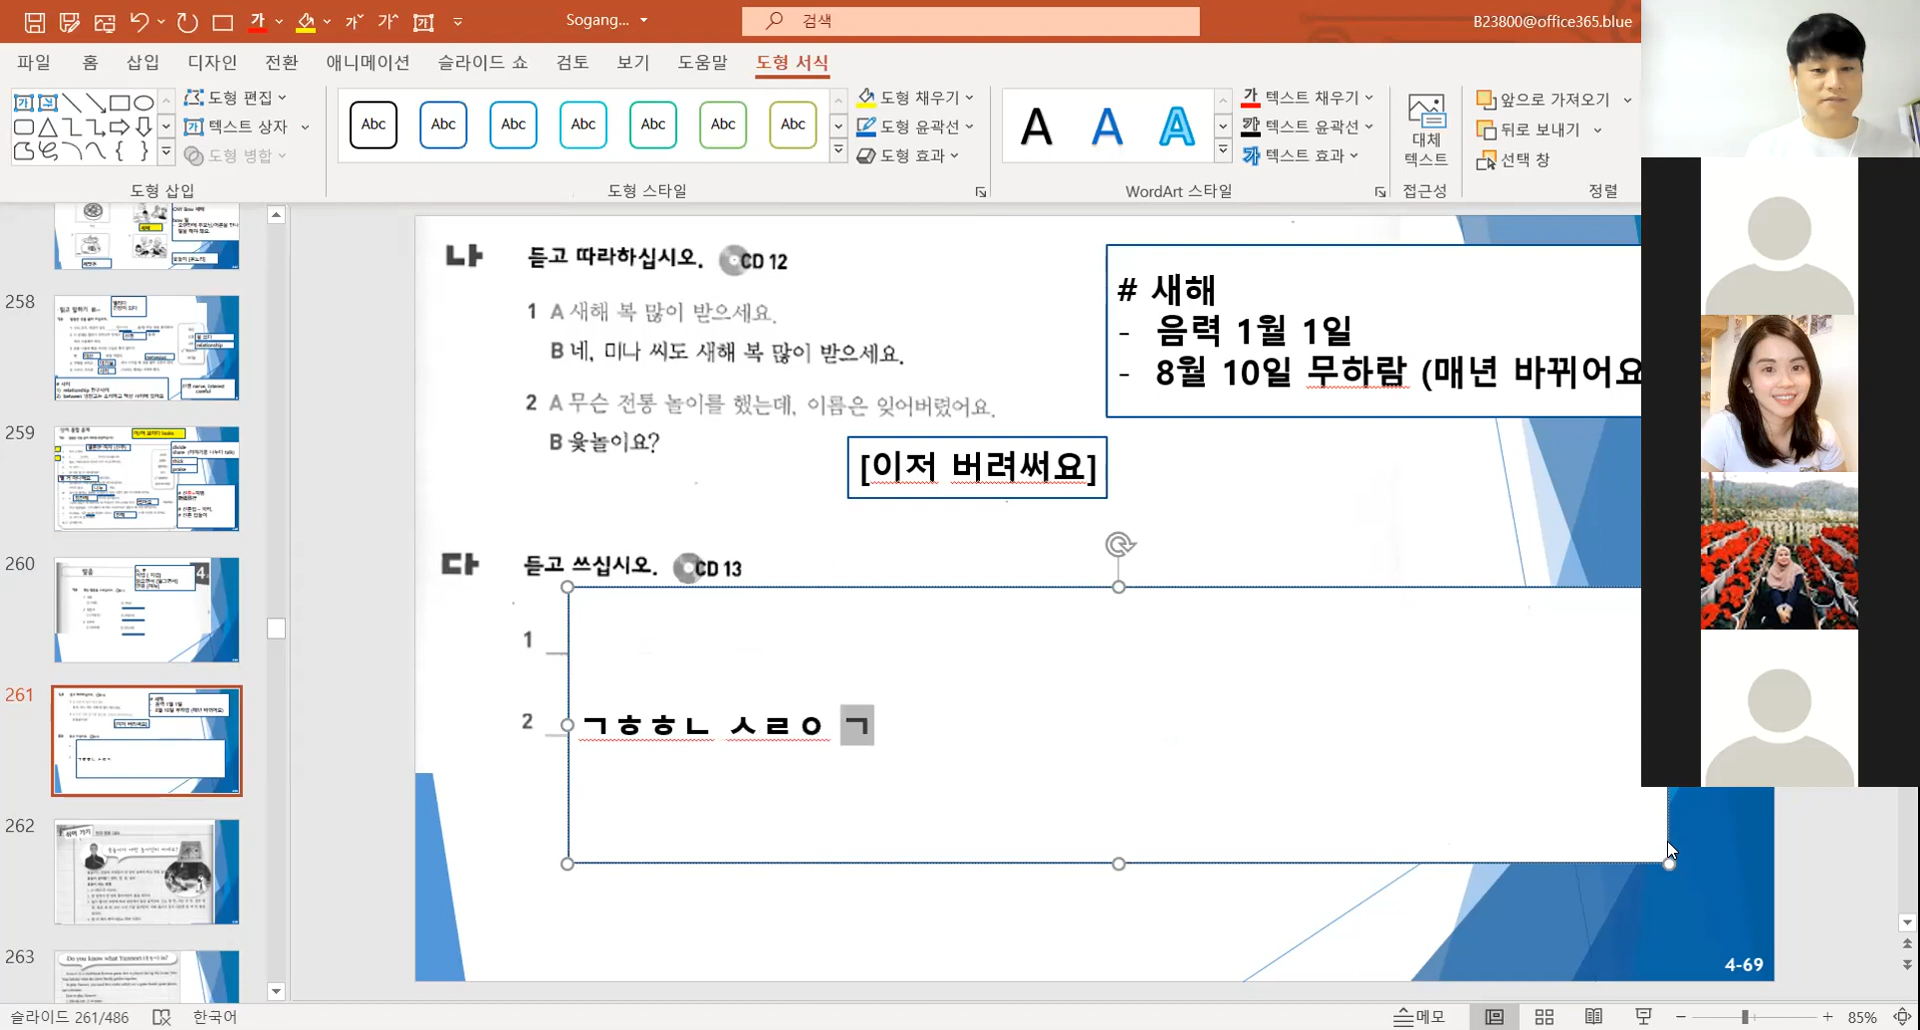 가
가ˇ
가ˆ
가
Sogang...
검색
B23800@office365.blue
파일 홈 삽입 디자인 전환 애니메이션 슬라이드 쇼 검토 보기 도움말 도형 서식
도형 편집
텍스트 상자
도형 병합
도형 삽입
Abc Abc Abc Abc Abc Abc Abc
도형 스타일
도형 채우기
도형 윤곽선
도형 효과
A A A
WordArt 스타일
텍스트 채우기
텍스트 윤곽선
텍스트 효과
대체
텍스트
접근성
앞으로 가져오기
뒤로 보내기
선택 창
정렬
258
259
260
261
262
263
Do you know what Yunnori
나 듣고 따라하십시오. CD 12
1 A 새해 복 많이 받으세요.
B 네, 미나 씨도 새해 복 많이 받으세요.
2 A 무슨 전통 놀이를 했는데, 이름은 잊어버렸어요.
B 윷놀이요?
[이저 버려써요]
# 새해
- 음력 1월 1일
- 8월 10일 무하람 (매년 바뀌어요
다 듣고 쓰십시오. CD 13
1
2 ㄱㅎㅎㄴ ㅅㄹㅇ ㄱ
4-69
슬라이드 261/486 한국어
메모
85%